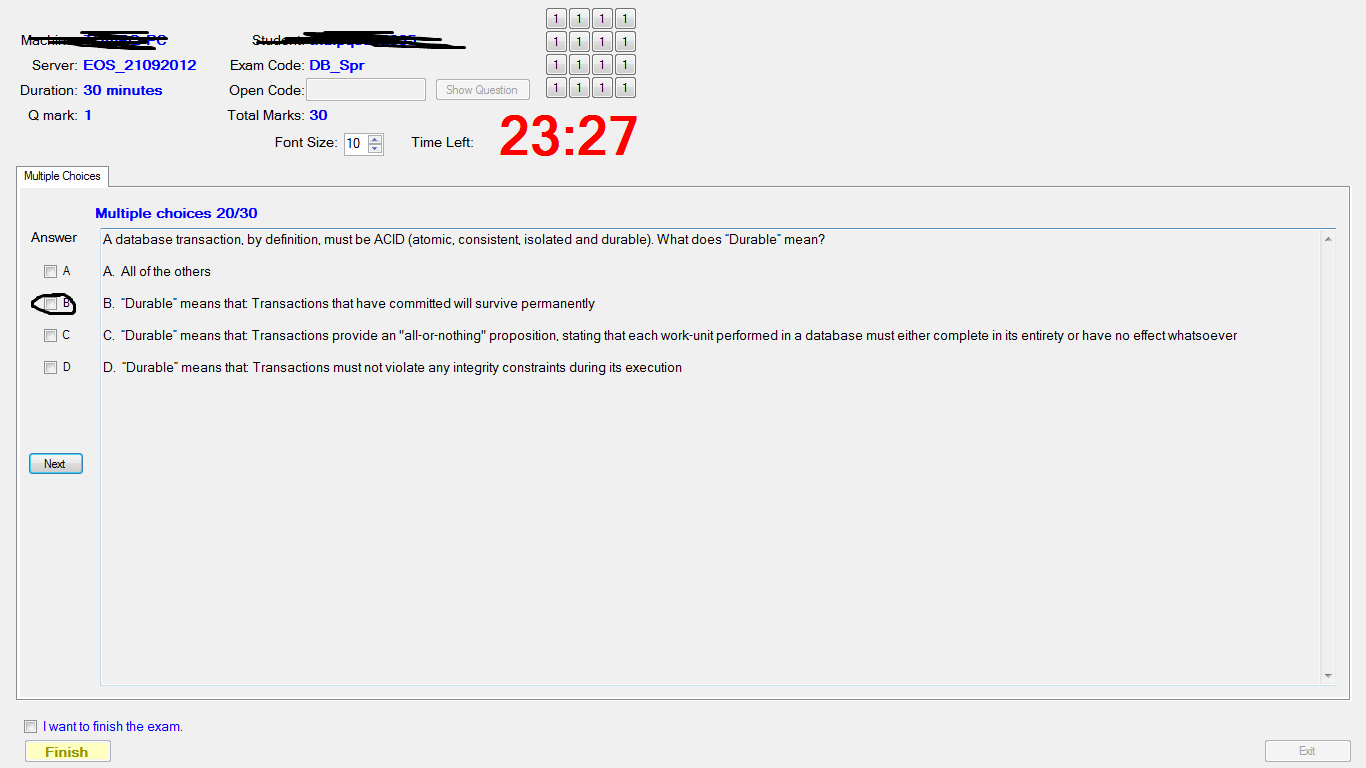 1 1 1 1
Server: EOS_21092012 Exam Code: DB_Spr
1 1 1 1
Duration: 30 minutes Open Code: Show Question
1 1 1 1
1 1 1 1
Q mark: 1 Total Marks: 30
Font Size: 10 Time Left: 23:27
Multiple Choices
Multiple choices 20/30
Answer
A database transaction, by definition, must be ACID (atomic, consistent, isolated and durable). What does “Durable” mean?
A A. All of the others
B B. “Durable” means that: Transactions that have committed will survive permanently
C C. “Durable” means that: Transactions provide an "all-or-nothing" proposition, stating that each work-unit performed in a database must either complete in its entirety or have no effect whatsoever
D D. “Durable” means that: Transactions must not violate any integrity constraints during its execution
Next
I want to finish the exam.
Finish Exit